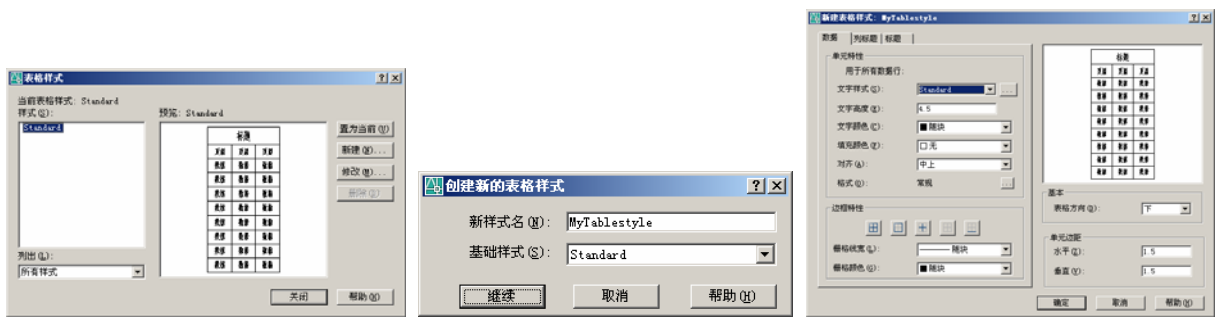 表格样式
当前表格样式: Standard
样式(S):
Standard
预览: Standard
标题
置为当前(U)
新建(N)...
修改(M)...
删除(D)
列出(L):
所有样式
关闭
帮助(H)
创建新的表格样式
新样式名(N):
MyTablestyle
基础样式(S):
Standard
继续
取消
帮助(H)
新建表格样式: MyTablestyle
数据
列标题
标题
单元特性
用于所有数据行:
文字样式(S):
Standard
文字高度(E):
4.5
文字颜色(C):
随块
填充颜色(F):
无
对齐(A):
中上
格式(O):
常规
...
边框特性
栅格线宽(L):
随块
栅格颜色(G):
随块
标题
基本
表格方向(R):
下
单元边距
水平(Z):
1.5
垂直(V):
1.5
确定
取消
帮助(H)